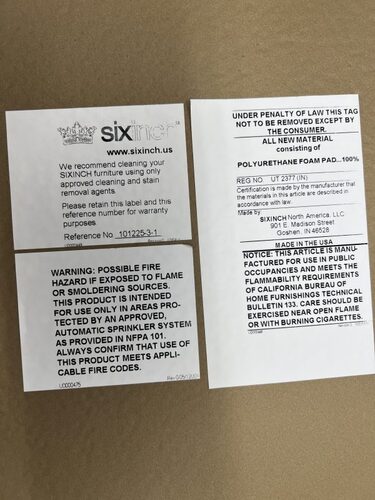 sixinch
www.sixinch.us
We recommend cleaning your
SIXINCH furniture using only
approved cleaning and stain
removal agents.
Please retain this label and this
reference number for warranty
purposes
Reference No. 101225-3-1
WARNING: POSSIBLE FIRE
HAZARD IF EXPOSED TO FLAME
OR SMOLDERING SOURCES.
THIS PRODUCT IS INTENDED
FOR USE ONLY IN AREAS PRO-
TECTED BY AN APPROVED,
AUTOMATIC SPRINKLER SYSTEM
AS PROVIDED IN NFPA 101.
ALWAYS CONFIRM THAT USE OF
THIS PRODUCT MEETS APPLI-
CABLE FIRE CODES.
UNDER PENALTY OF LAW THIS TAG
NOT TO BE REMOVED EXCEPT BY
THE CONSUMER.
ALL NEW MATERIAL
consisting of
POLYURETHANE FOAM PAD...100%
REG NO. UT 2377 (IN)
Certification is made by the manufacturer that
the materials in this article are described in
accordance with law.
Made by:
SIXINCH North America, LLC
901 E. Madison Street
Goshen, IN 46528
MADE IN THE USA
NOTICE: THIS ARTICLE IS MANU-
FACTURED FOR USE IN PUBLIC
OCCUPANCIES AND MEETS THE
FLAMMABILITY REQUIREMENTS
OF CALIFORNIA BUREAU OF
HOME FURNISHINGS TECHNICAL
BULLETIN 133. CARE SHOULD BE
EXERCISED NEAR OPEN FLAME
OR WITH BURNING CIGARETTES.